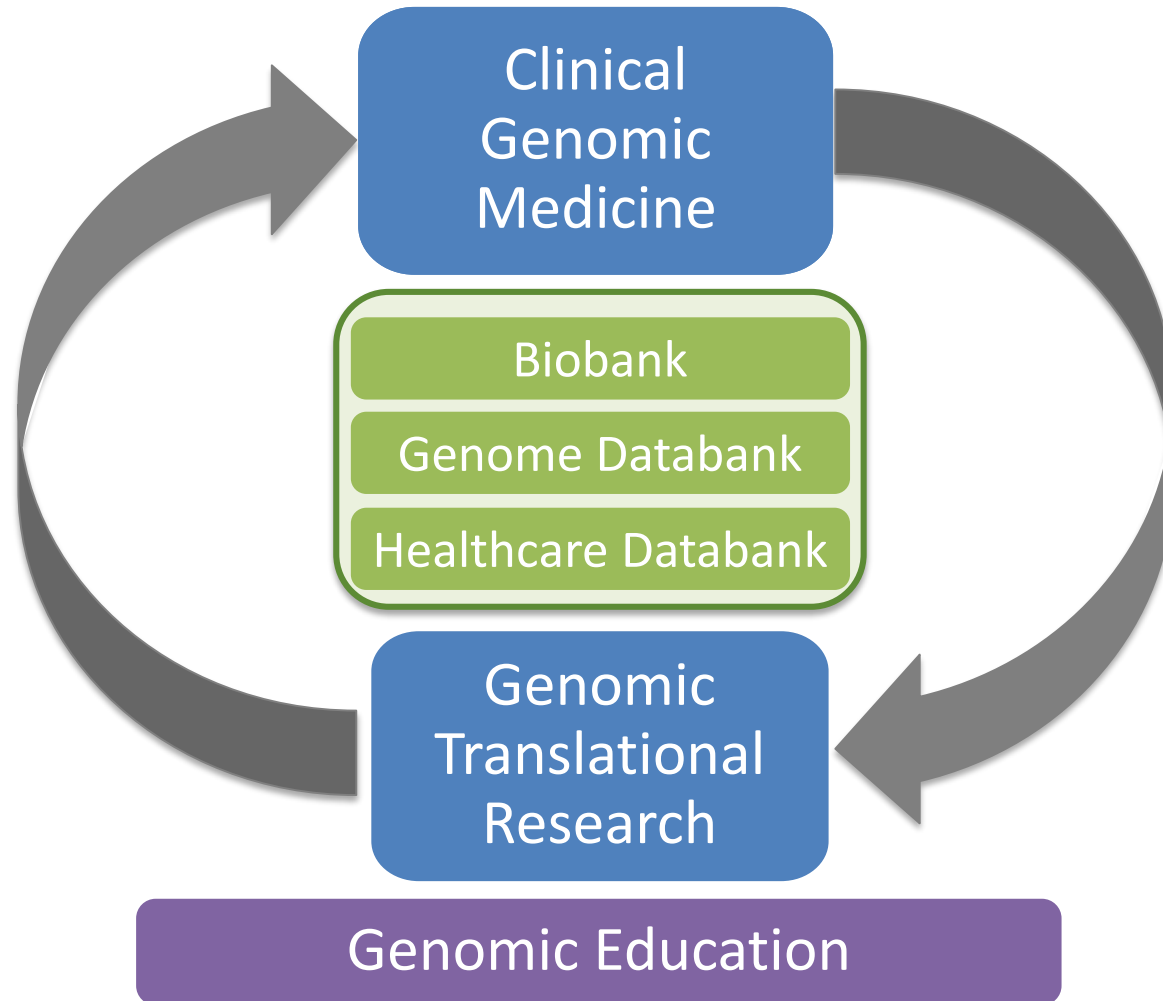 Clinical
Genomic
Medicine
Biobank
Genome Databank
Healthcare Databank
Genomic
Translational
Research
Genomic Education